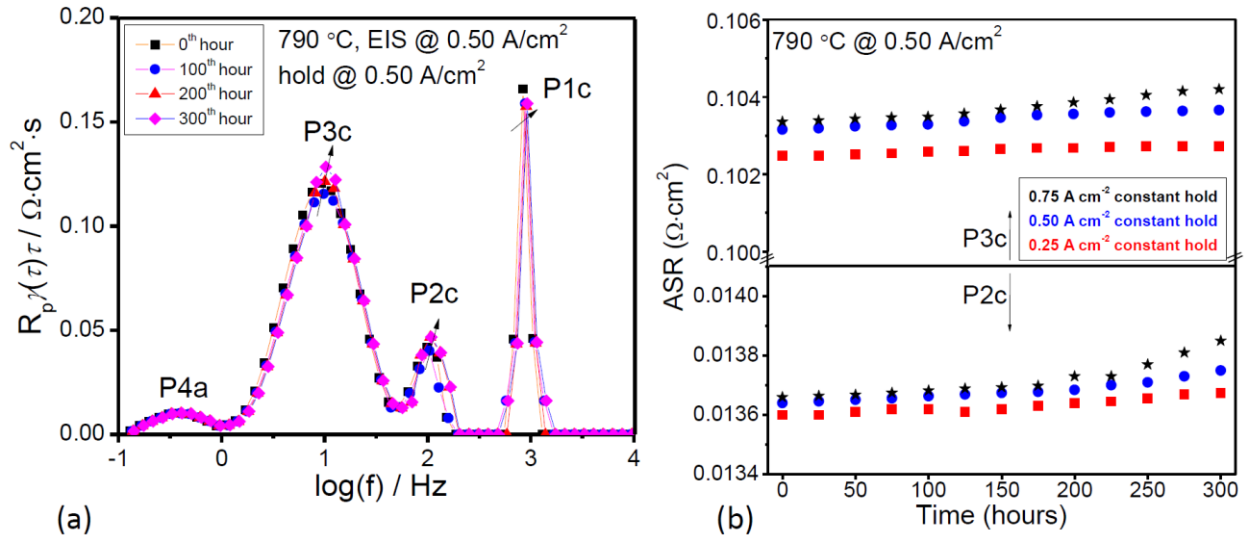 0.20
0.15
0.10
0.05
0.00
R_pγ(τ)τ / Ω·cm²·s
0ᵗʰ hour
100ᵗʰ hour
200ᵗʰ hour
300ᵗʰ hour
790 °C, EIS @ 0.50 A/cm²
hold @ 0.50 A/cm²
P1c
P3c
P2c
P4a
-1 0 1 2 3 4
log(f) / Hz
(a)
0.106
0.104
0.102
0.100
0.0140
0.0138
0.0136
0.0134
ASR (Ω·cm²)
790 °C @ 0.50 A/cm²
0.75 A cm⁻² constant hold
0.50 A cm⁻² constant hold
0.25 A cm⁻² constant hold
P3c
P2c
0 50 100 150 200 250 300
Time (hours)
(b)